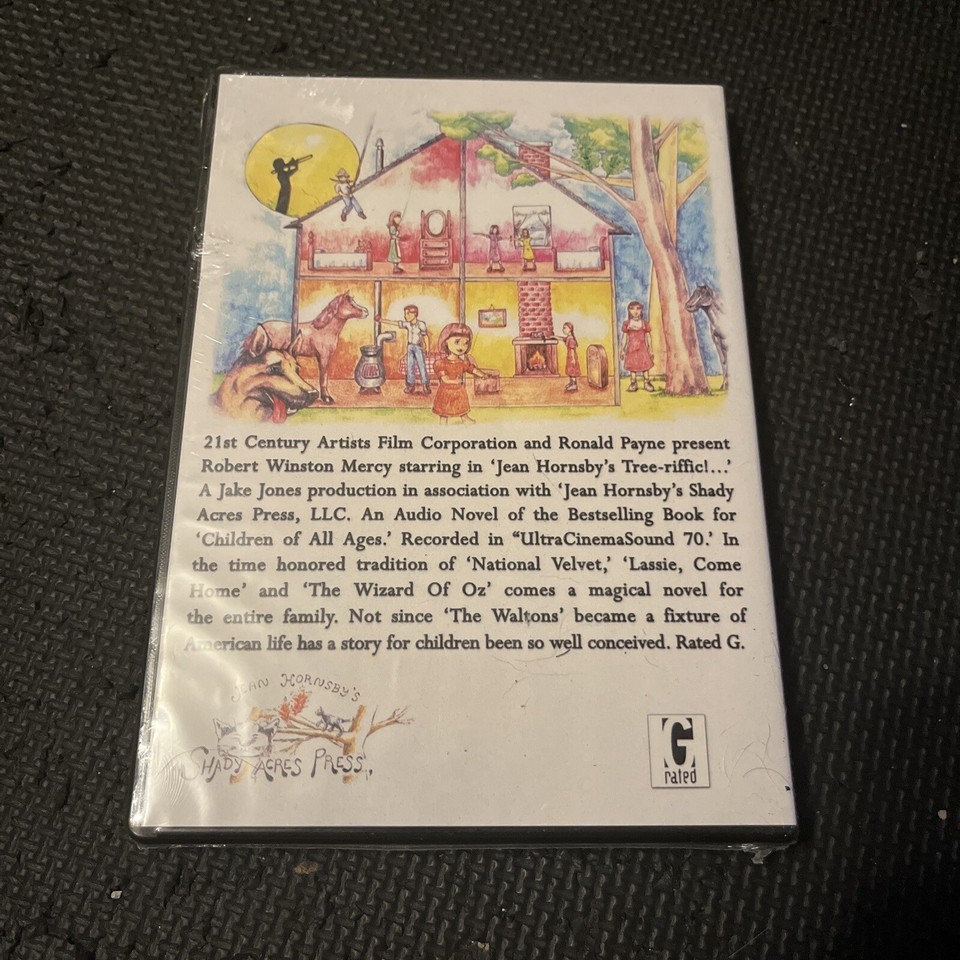 21st Century Artists Film Corporation and Ronald Payne present
Robert Winston Mercy starring in ‘Jean Hornsby’s Tree-riffic!...’
A Jake Jones production in association with ‘Jean Hornsby’s Shady
Acres Press, LLC. An Audio Novel of the Bestselling Book for
‘Children of All Ages.’ Recorded in “UltraCinemaSound 70.’ In
the time honored tradition of ‘National Velvet,’ ‘Lassie, Come
Home’ and ‘The Wizard Of Oz’ comes a magical novel for
the entire family. Not since ‘The Waltons’ became a fixture of
American life has a story for children been so well conceived. Rated G.
JEAN HORNSBY'S
SHADY ACRES PRESS,
G
rated